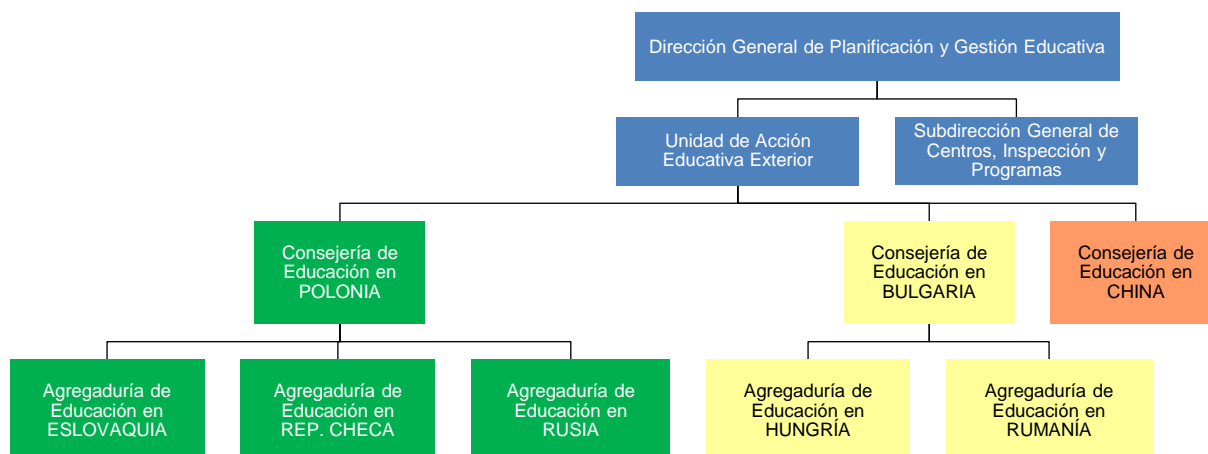 Dirección General de Planificación y Gestión Educativa
Unidad de Acción
Educativa Exterior
Subdirección General de
Centros, Inspección y
Programas
Consejería de
Educación en
POLONIA
Consejería de
Educación en
BULGARIA
Consejería de
Educación en
CHINA
Agregaduría de
Educación en
ESLOVAQUIA
Agregaduría de
Educación en
REP. CHECA
Agregaduría de
Educación en
RUSIA
Agregaduría de
Educación en
HUNGRÍA
Agregaduría de
Educación en
RUMANÍA